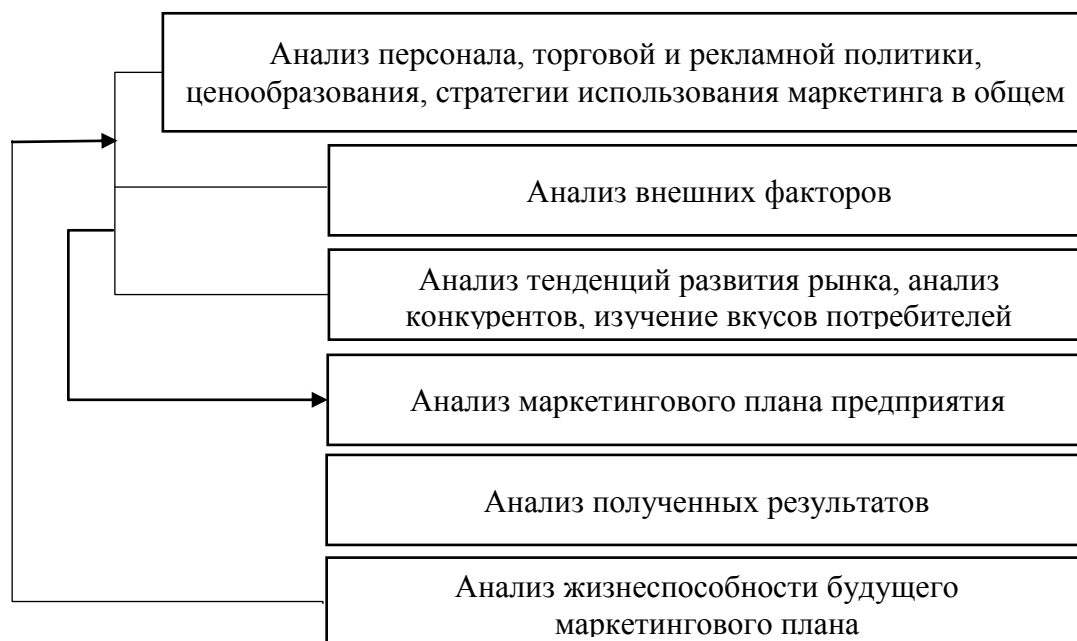 Анализ персонала, торговой и рекламной политики,
ценообразования, стратегии использования маркетинга в общем
Анализ внешних факторов
Анализ тенденций развития рынка, анализ
конкурентов, изучение вкусов потребителей
Анализ маркетингового плана предприятия
Анализ полученных результатов
Анализ жизнеспособности будущего
маркетингового плана